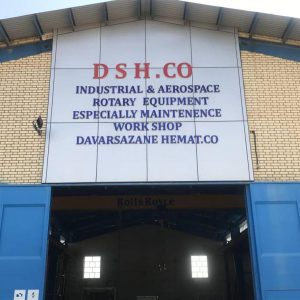 DSH.CO
INDUSTRIAL & AEROSPACE
ROTARY EQUIPMENT
ESPECIALLY MAINTENENCE
WORK SHOP
DAVARSAZANE HEMAT.CO